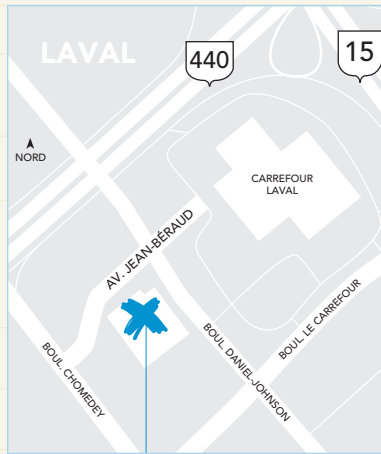 LAVAL
440
15
NORD
CARREFOUR
LAVAL
AV. JEAN-BÉRAUD
BOUL. CHOMEDEY
BOUL. DANIEL-JOHNSON
BOUL. LE CARREFOUR